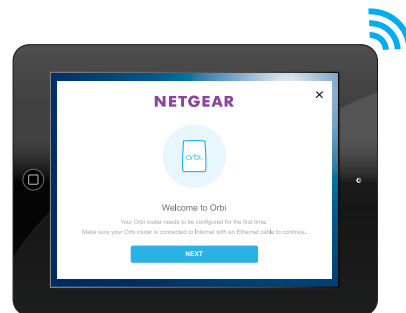 NETGEAR
orbi.
Welcome to Orbi
Your Orbi router needs to be configured for the first time.
Make sure your Orbi router is connected to Internet with an Ethernet cable to continue.
NEXT